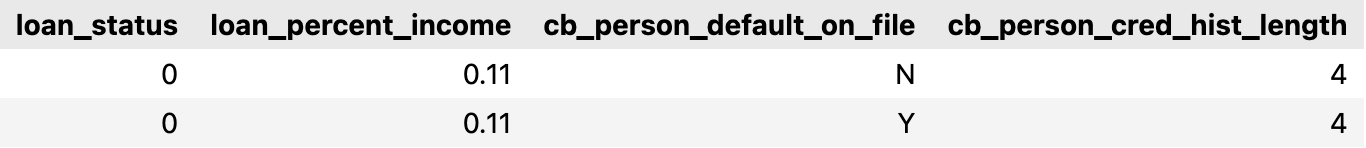 loan_status loan_percent_income cb_person_default_on_file cb_person_cred_hist_length
0 0.11 N 4
0 0.11 Y 4